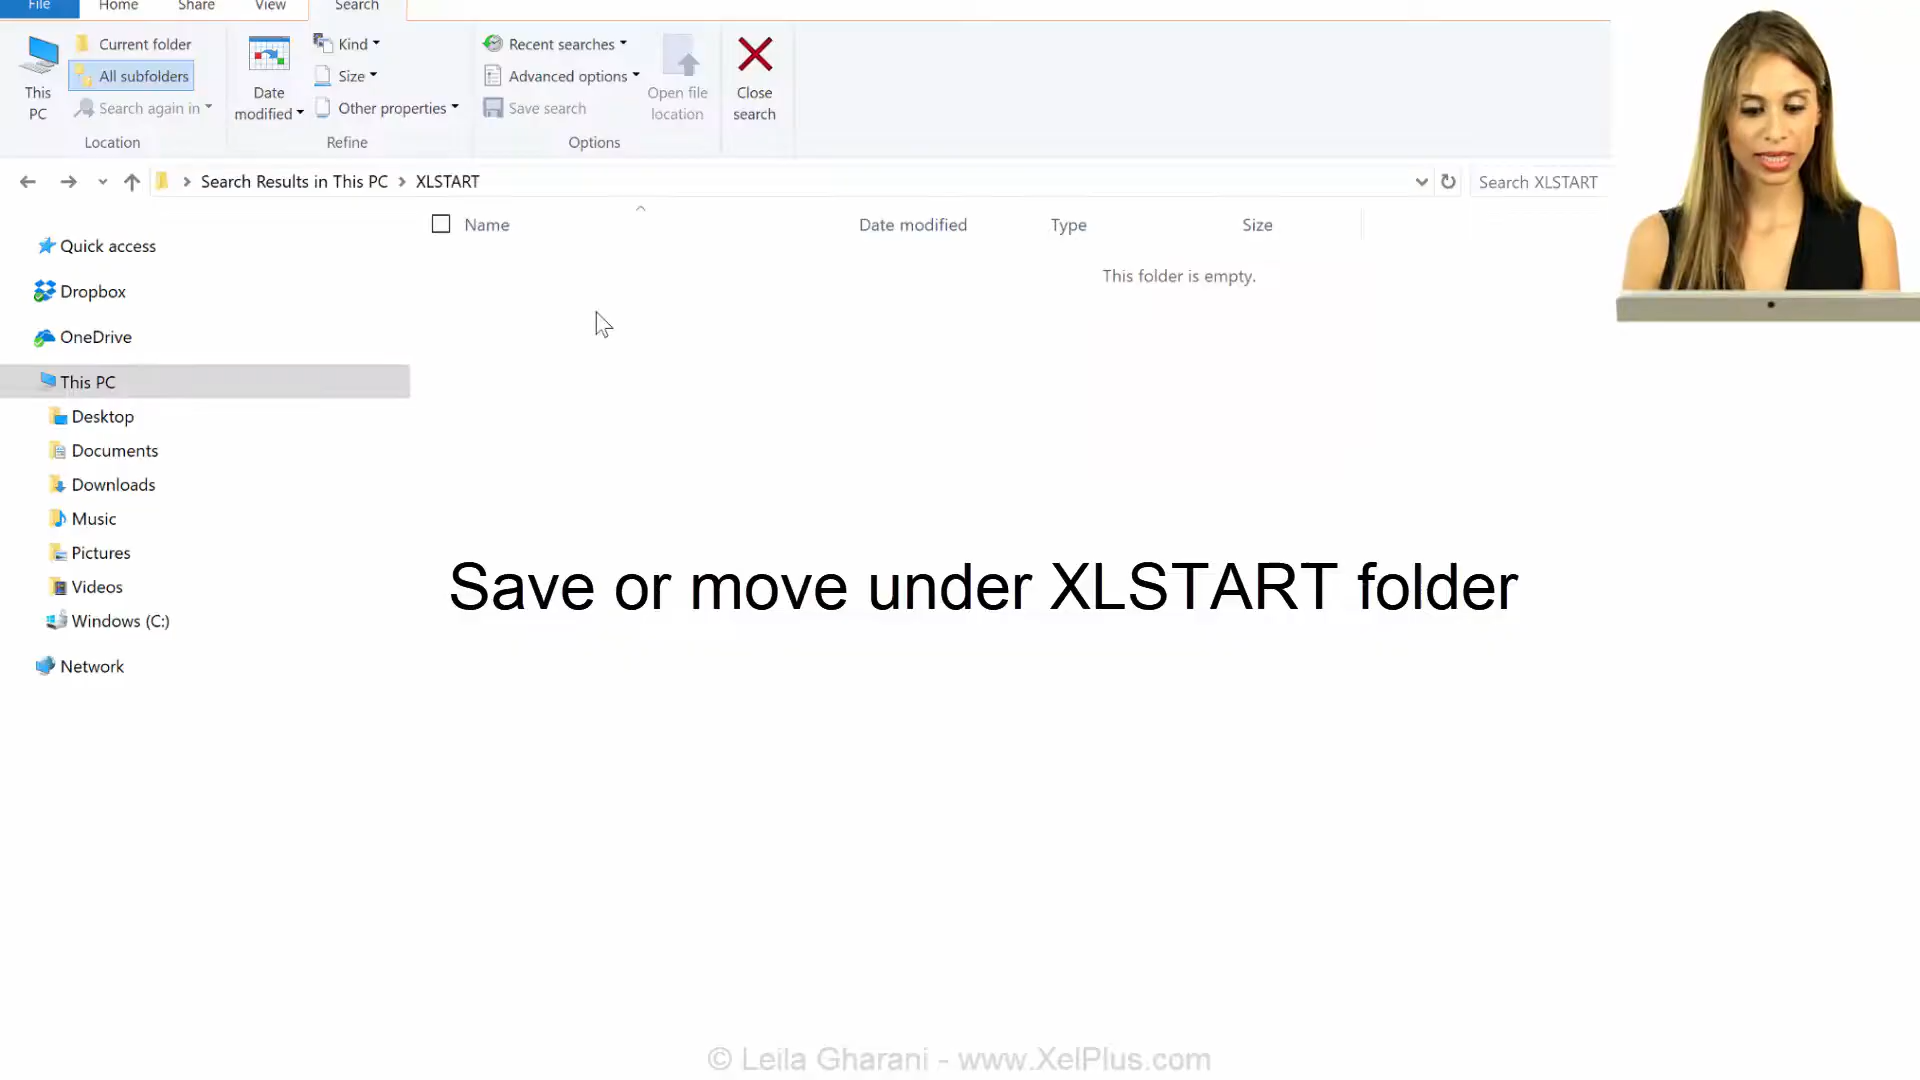 File Home Share View Search
This PC
Current folder
All subfolders
Search again in
Location
Date modified
Kind
Size
Other properties
Refine
Recent searches
Advanced options
Save search
Options
Open file location
Close search
Search Results in This PC XLSTART
Search XLSTART
Name Date modified Type Size
This folder is empty.
Quick access
Dropbox
OneDrive
This PC
Desktop
Documents
Downloads
Music
Pictures
Videos
Windows (C:)
Network
Save or move under XLSTART folder
© Leila Gharani - www.XelPlus.com